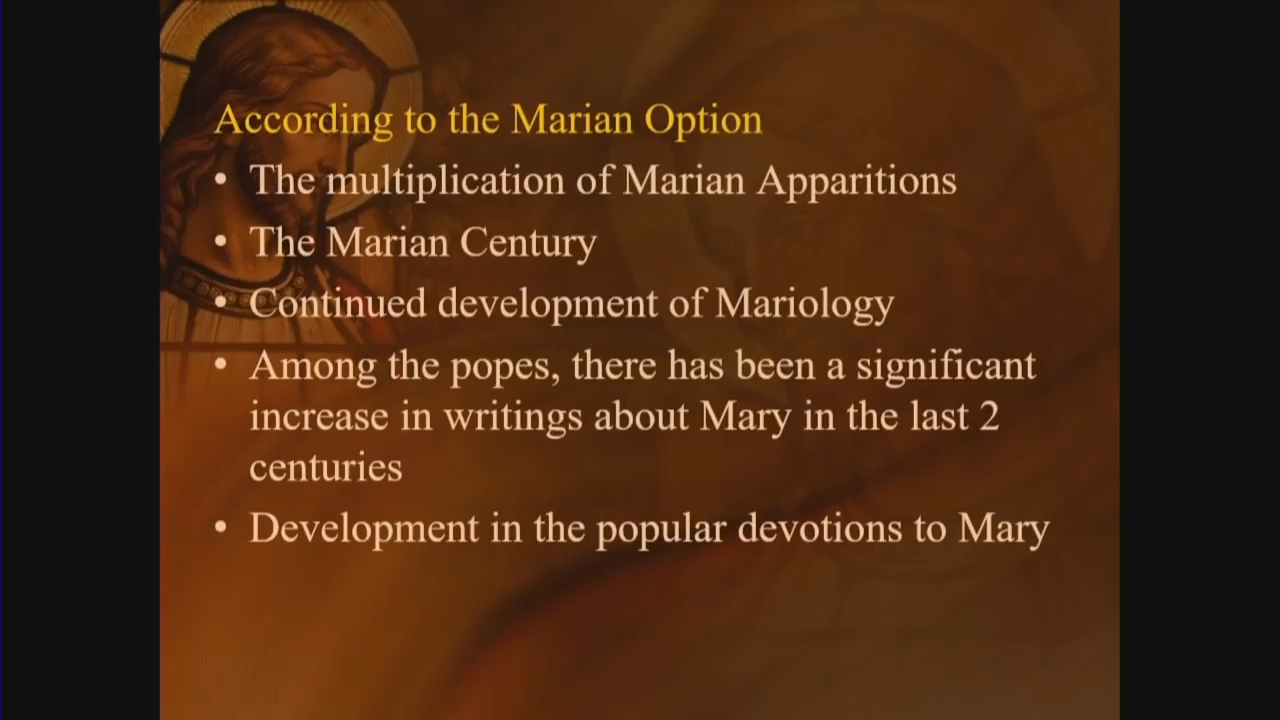 According to the Marian Option
• The multiplication of Marian Apparitions
• The Marian Century
• Continued development of Mariology
• Among the popes, there has been a significant
increase in writings about Mary in the last 2
centuries
• Development in the popular devotions to Mary